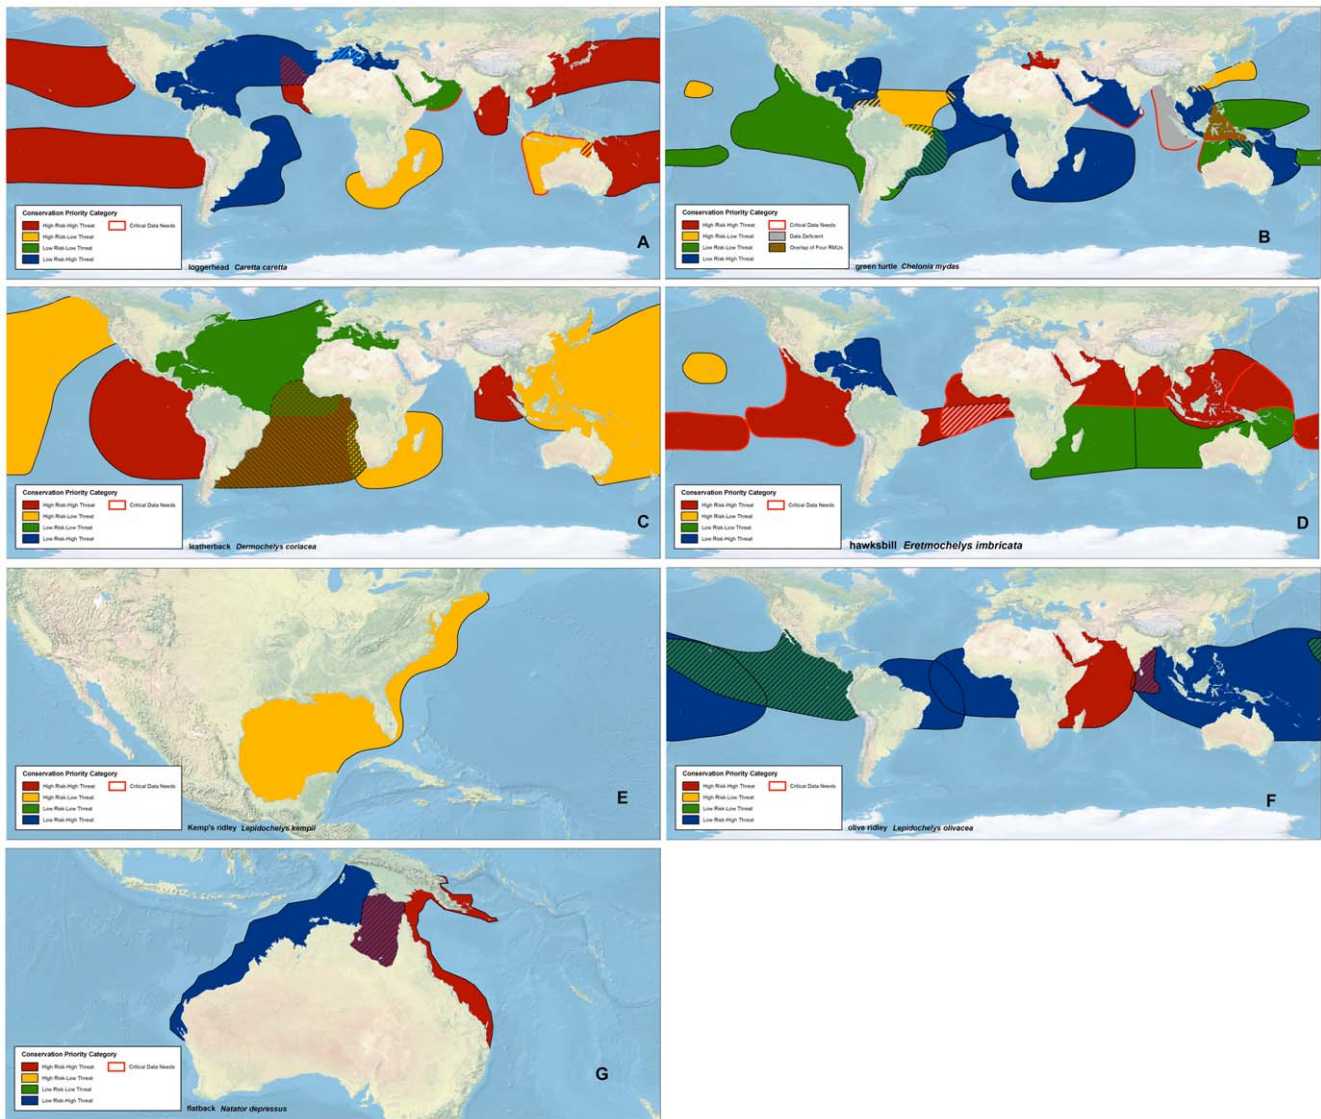 Conservation Priority Category
High Risk-High Threat
Critical Data Needs
High Risk-Low Threat
Low Risk-Low Threat
Low Risk-High Threat
loggerhead Caretta caretta
A
Conservation Priority Category
High Risk-High Threat
Critical Data Needs
High Risk-Low Threat
Data Deficient
Low Risk-Low Threat
Overlap of Four RMUs
Low Risk-High Threat
green turtle Chelonia mydas
B
Conservation Priority Category
High Risk-High Threat
Critical Data Needs
High Risk-Low Threat
Low Risk-Low Threat
Low Risk-High Threat
leatherback Dermochelys coriacea
C
Conservation Priority Category
High Risk-High Threat
Critical Data Needs
High Risk-Low Threat
Low Risk-Low Threat
Low Risk-High Threat
hawksbill Eretmochelys imbricata
D
Conservation Priority Category
High Risk-High Threat
Critical Data Needs
High Risk-Low Threat
Low Risk-Low Threat
Low Risk-High Threat
Kemp's ridley Lepidochelys kempii
E
Conservation Priority Category
High Risk-High Threat
Critical Data Needs
High Risk-Low Threat
Low Risk-Low Threat
Low Risk-High Threat
olive ridley Lepidochelys olivacea
F
Conservation Priority Category
High Risk-High Threat
Critical Data Needs
High Risk-Low Threat
Low Risk-Low Threat
Low Risk-High Threat
flatback Natator depressus
G